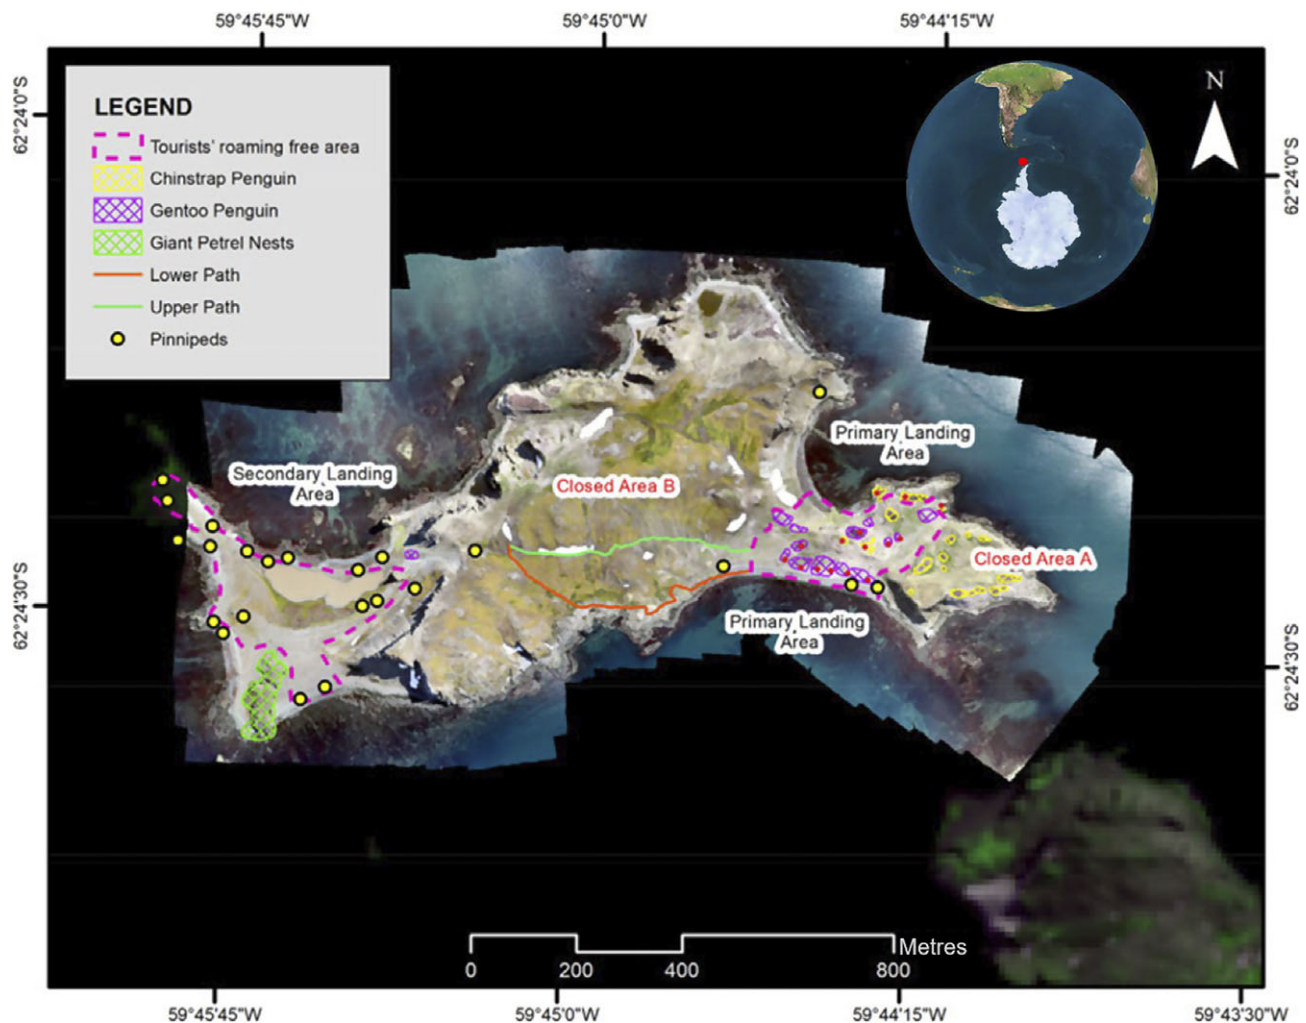 59°45'45"W
59°45'0"W
59°44'15"W
62°24'0"S
62°24'0"S
LEGEND
Tourists' roaming free area
Chinstrap Penguin
Gentoo Penguin
Giant Petrel Nests
Lower Path
Upper Path
Pinnipeds
N
Primary Landing
Area
Secondary Landing
Area
Closed Area B
Closed Area A
Primary Landing
Area
62°24'30"S
62°24'30"S
Metres
0
200
400
800
59°45'45"W
59°45'0"W
59°44'15"W
59°43'30"W